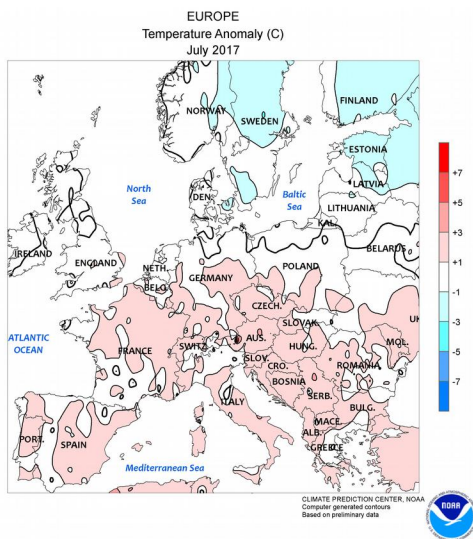 EUROPE
Temperature Anomaly (C)
July 2017
FINLAND
NORWAY
SWEDEN
ESTONIA
North
Sea
LATVIA
DEN.
Baltic
Sea
LITHUANIA
KAL.
IRELAND
ENGLAND
BELARUS
NETH.
BELG.
GERMANY
POLAND
CZECH.
SLOVAK.
UK
ATLANTIC
OCEAN
FRANCE
SWITZ.
AUS.
HUNG.
MOL.
SLOV.
CRO.
ROMANIA
BOSNIA
SERB.
ITALY
BULG.
PORT.
SPAIN
MACE.
ALB.
GREECE
Mediterranean Sea
+7
+5
+3
+1
-1
-3
-5
-7
CLIMATE PREDICTION CENTER, NOAA
Computer generated contours
Based on preliminary data
NOAA